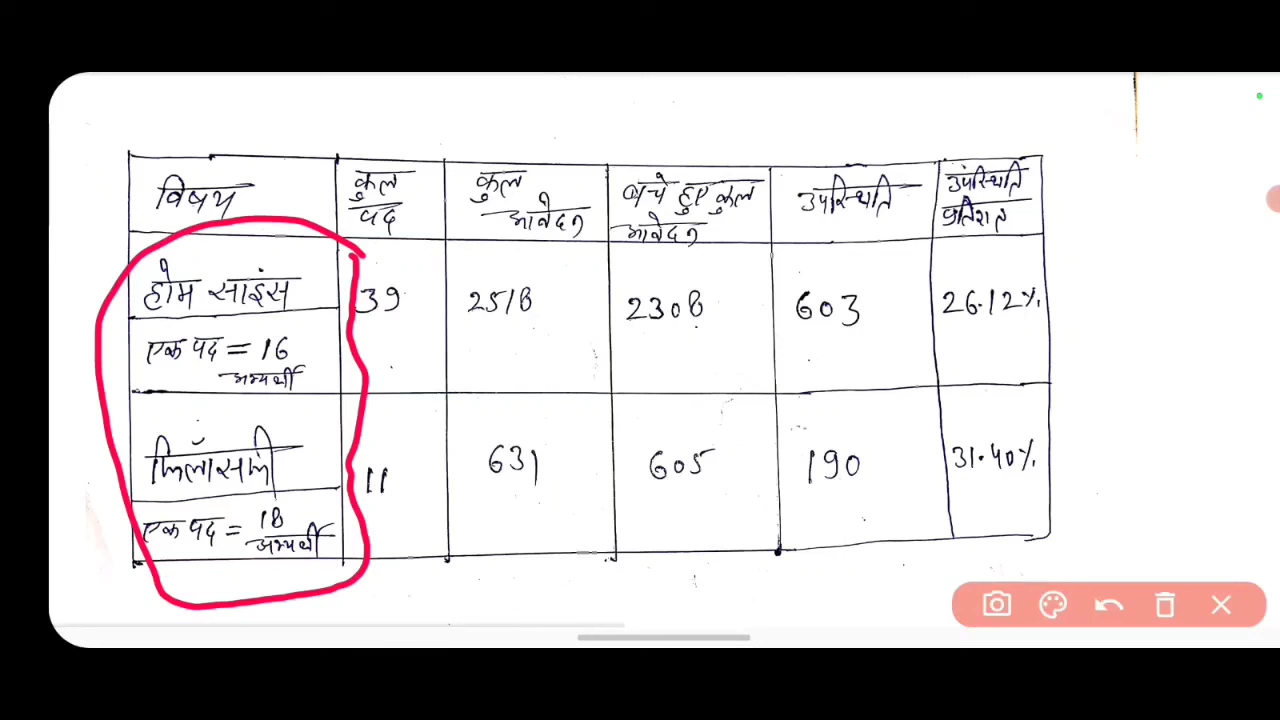 विषय
कुल
पद
कुल
आवेदन
बचे हुए कुल
आवेदन
उपस्थिति
उपस्थिति
प्रतिशत
होम साइंस
39
2518
2308
603
26.12%
एक पद = 16
अभ्यर्थी
फिलॉसफी
11
631
605
190
31.40%
एक पद = 18
अभ्यर्थी